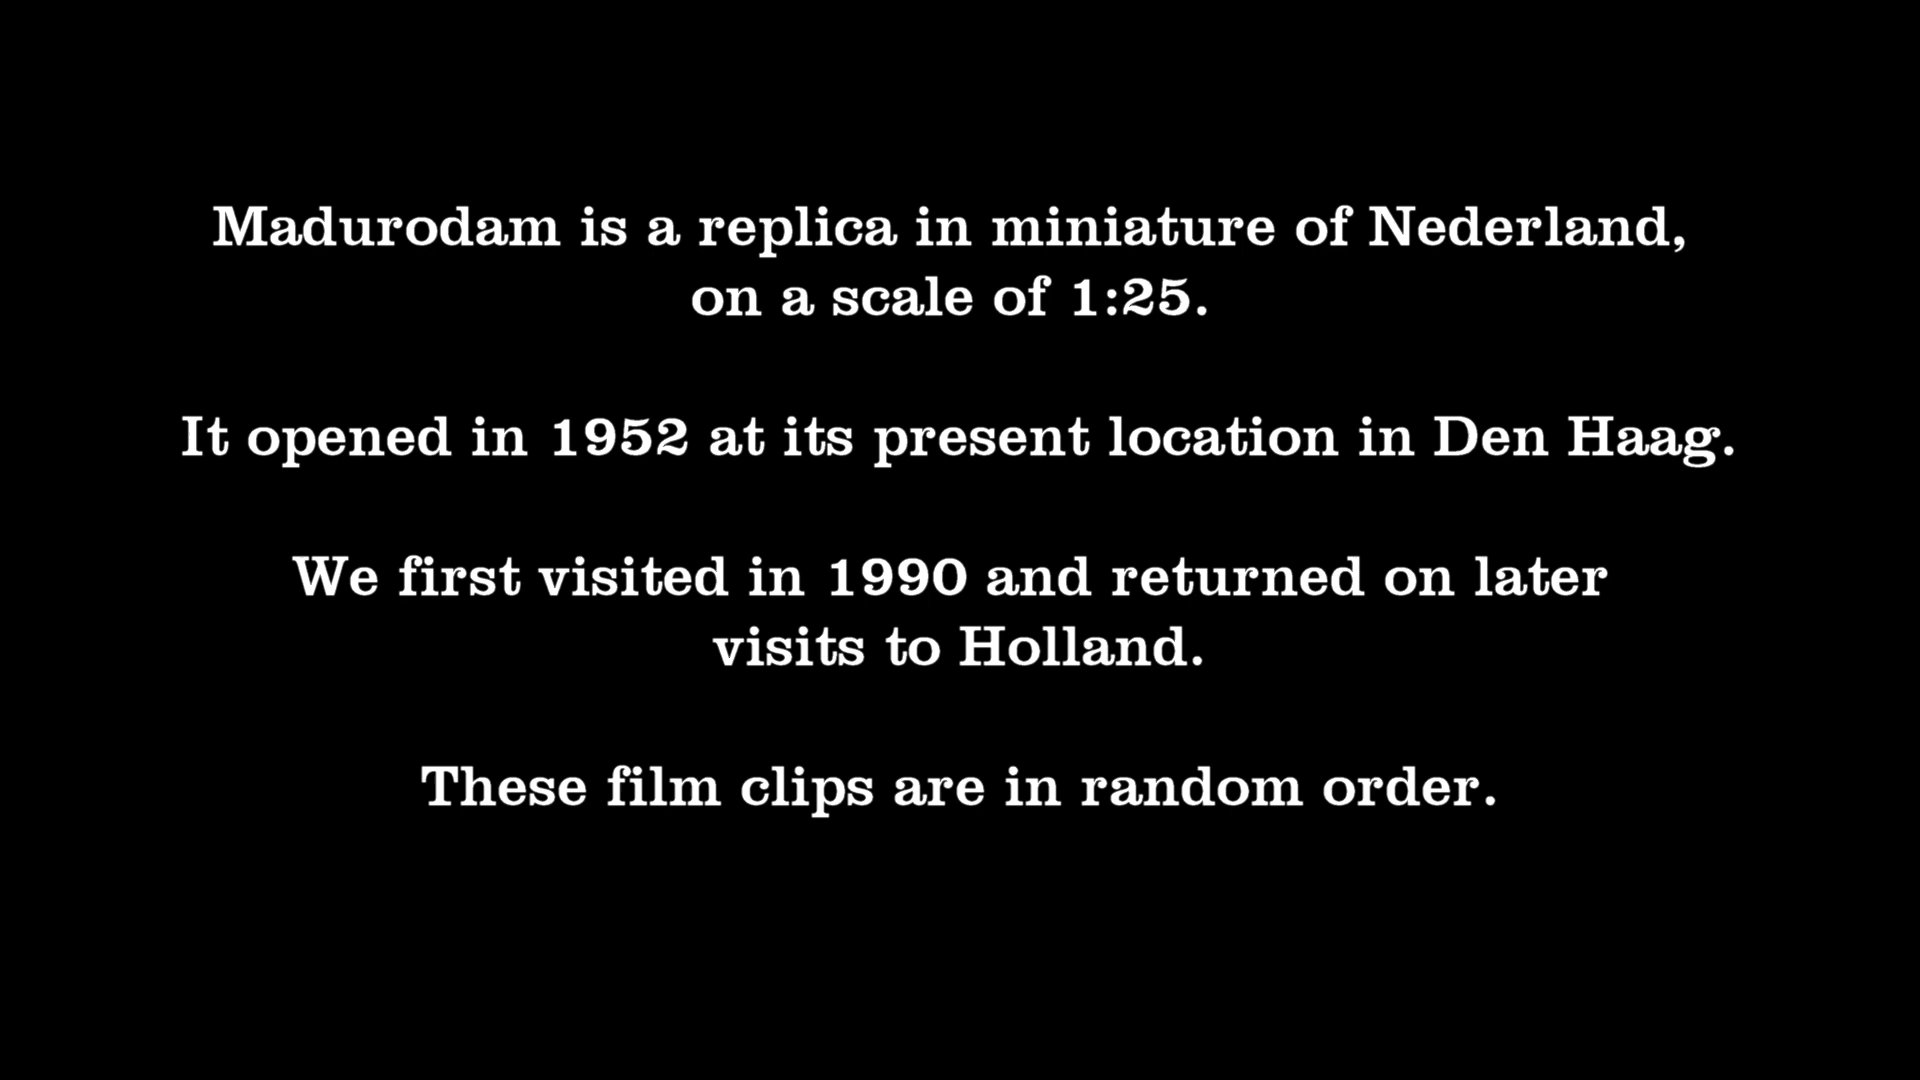 Madurodam is a replica in miniature of Nederland,
on a scale of 1:25.
It opened in 1952 at its present location in Den Haag.
We first visited in 1990 and returned on later
visits to Holland.
These film clips are in random order.